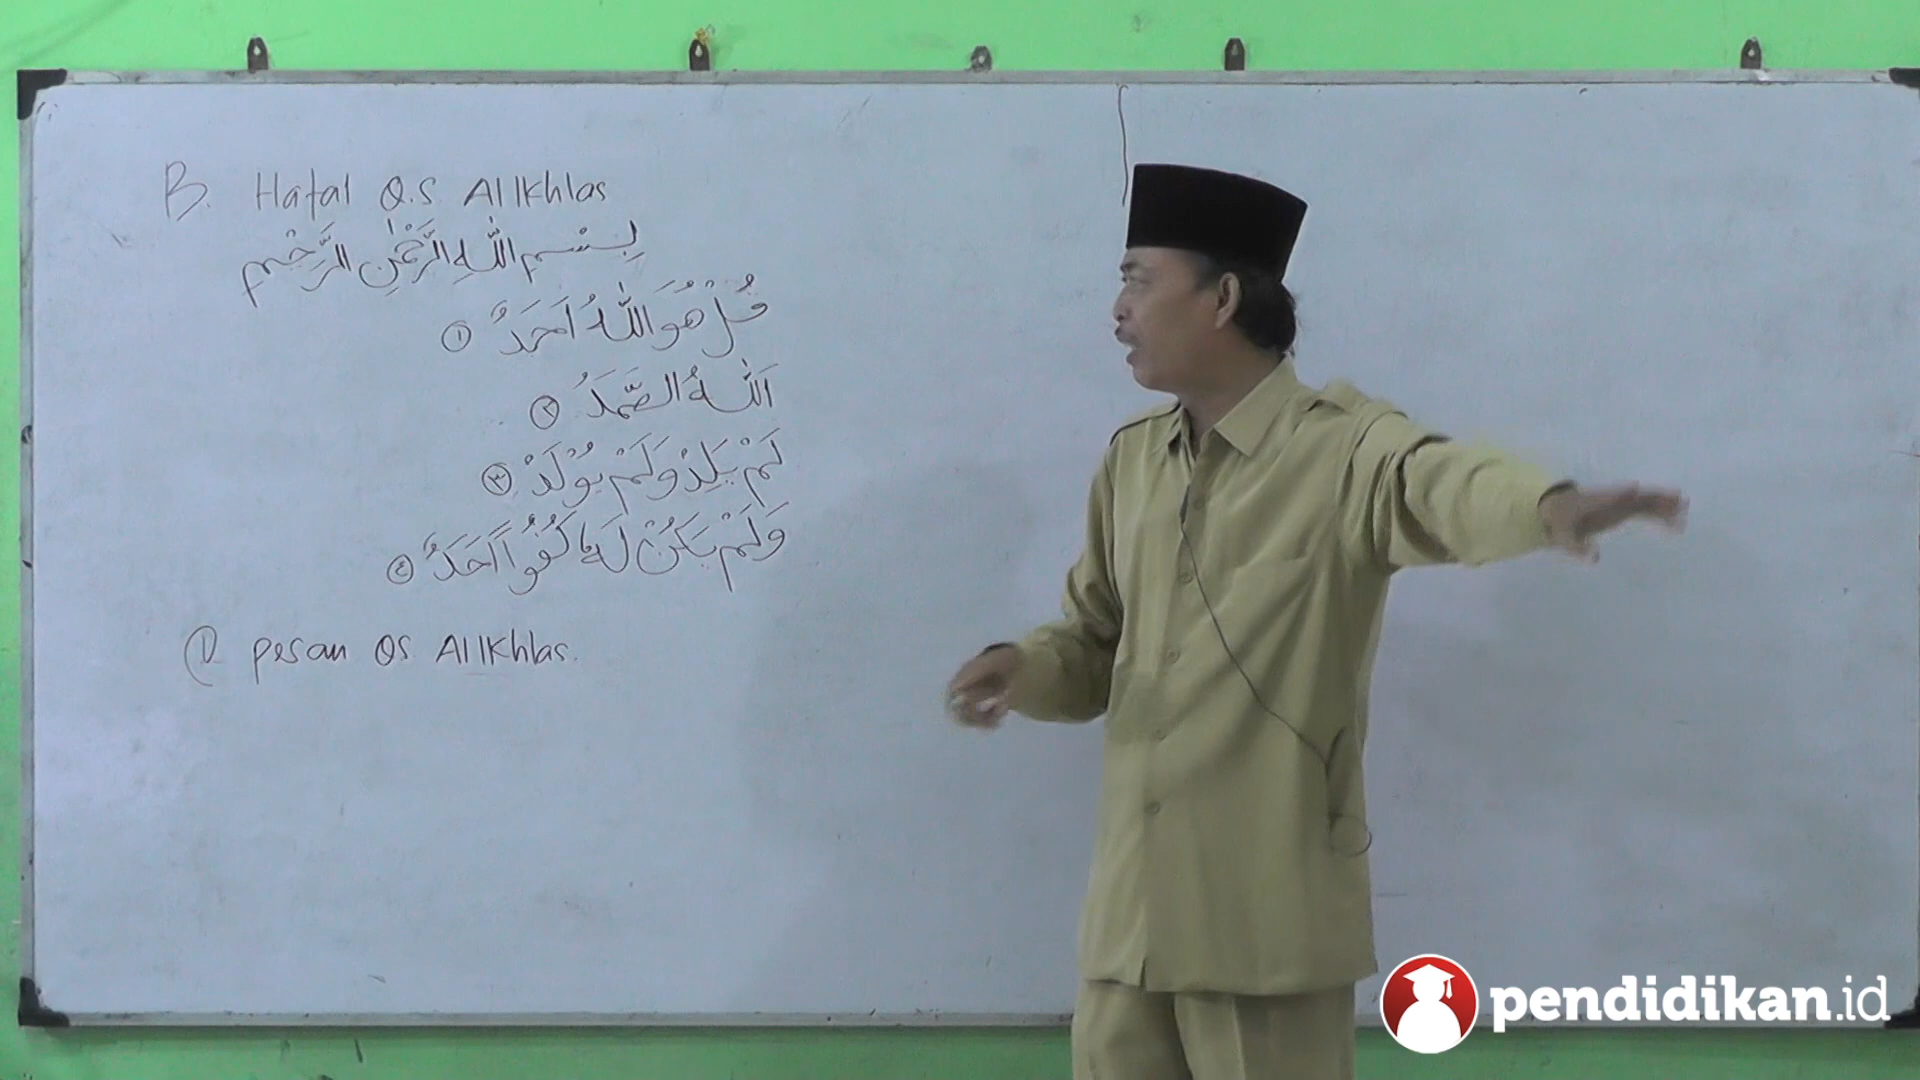 B. Hafal Q.S Al Ikhlas
بِسْمِ اللّٰهِ الرَّحْمٰنِ الرَّحِيْمِ
قُلْ هُوَ اللّٰهُ اَحَدٌ ①
اَللّٰهُ الصَّمَدُ ②
لَمْ يَلِدْ وَلَمْ يُوْلَدْ ③
وَلَمْ يَكُنْ لَهٗ كُفُوًا اَحَدٌ ④
① pesan QS Al Ikhlas.
pendidikan.id